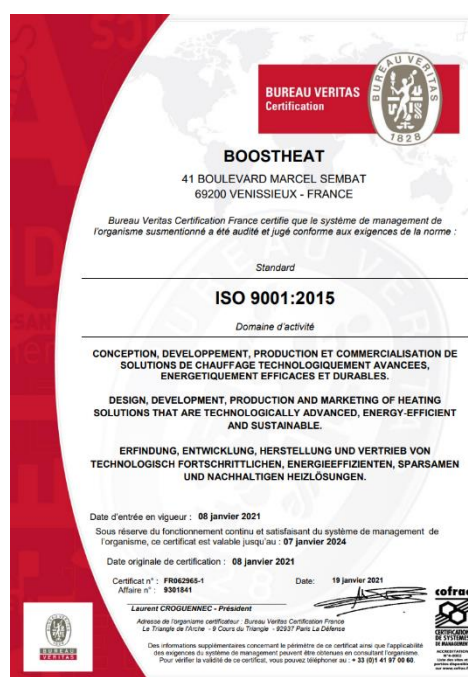 BUREAU VERITAS
Certification
BUREAU VERITAS
1828
BOOSTHEAT
41 BOULEVARD MARCEL SEMBAT
69200 VENISSIEUX - FRANCE
Bureau Veritas Certification France certifie que le système de management de
l'organisme susmentionné a été audité et jugé conforme aux exigences de la norme :
Standard
ISO 9001:2015
Domaine d'activité
CONCEPTION, DEVELOPPEMENT, PRODUCTION ET COMMERCIALISATION DE
SOLUTIONS DE CHAUFFAGE TECHNOLOGIQUEMENT AVANCEES,
ENERGETIQUEMENT EFFICACES ET DURABLES.
DESIGN, DEVELOPMENT, PRODUCTION AND MARKETING OF HEATING
SOLUTIONS THAT ARE TECHNOLOGICALLY ADVANCED, ENERGY-EFFICIENT
AND SUSTAINABLE.
ERFINDUNG, ENTWICKLUNG, HERSTELLUNG UND VERTRIEB VON
TECHNOLOGISCH FORTSCHRITTLICHEN, ENERGIEEFFIZIENTEN, SPARSAMEN
UND NACHHALTIGEN HEIZLÖSUNGEN.
Date d'entrée en vigueur : 08 janvier 2021
Sous réserve du fonctionnement continu et satisfaisant du système de management de
l'organisme, ce certificat est valable jusqu'au : 07 janvier 2024
Date originale de certification : 08 janvier 2021
Certificat n° : FR062965-1 Date: 19 janvier 2021
Affaire n° : 9301841
cofrac
Laurent CROGUENNEC - Président
Adresse de l'organisme certificateur : Bureau Veritas Certification France
Le Triangle de l'Arche - 9 Cours du Triangle - 92937 Paris La Défense
Des informations supplémentaires concernant le périmètre de ce certificat ainsi que l'applicabilité
des exigences du système de management peuvent être obtenues en consultant l'organisme.
Pour vérifier la validité de ce certificat, vous pouvez téléphoner au : + 33 (0)1 41 97 00 60.
CERTIFICATION
DE SYSTEMES
DE MANAGEMENT
BUREAU
VERITAS